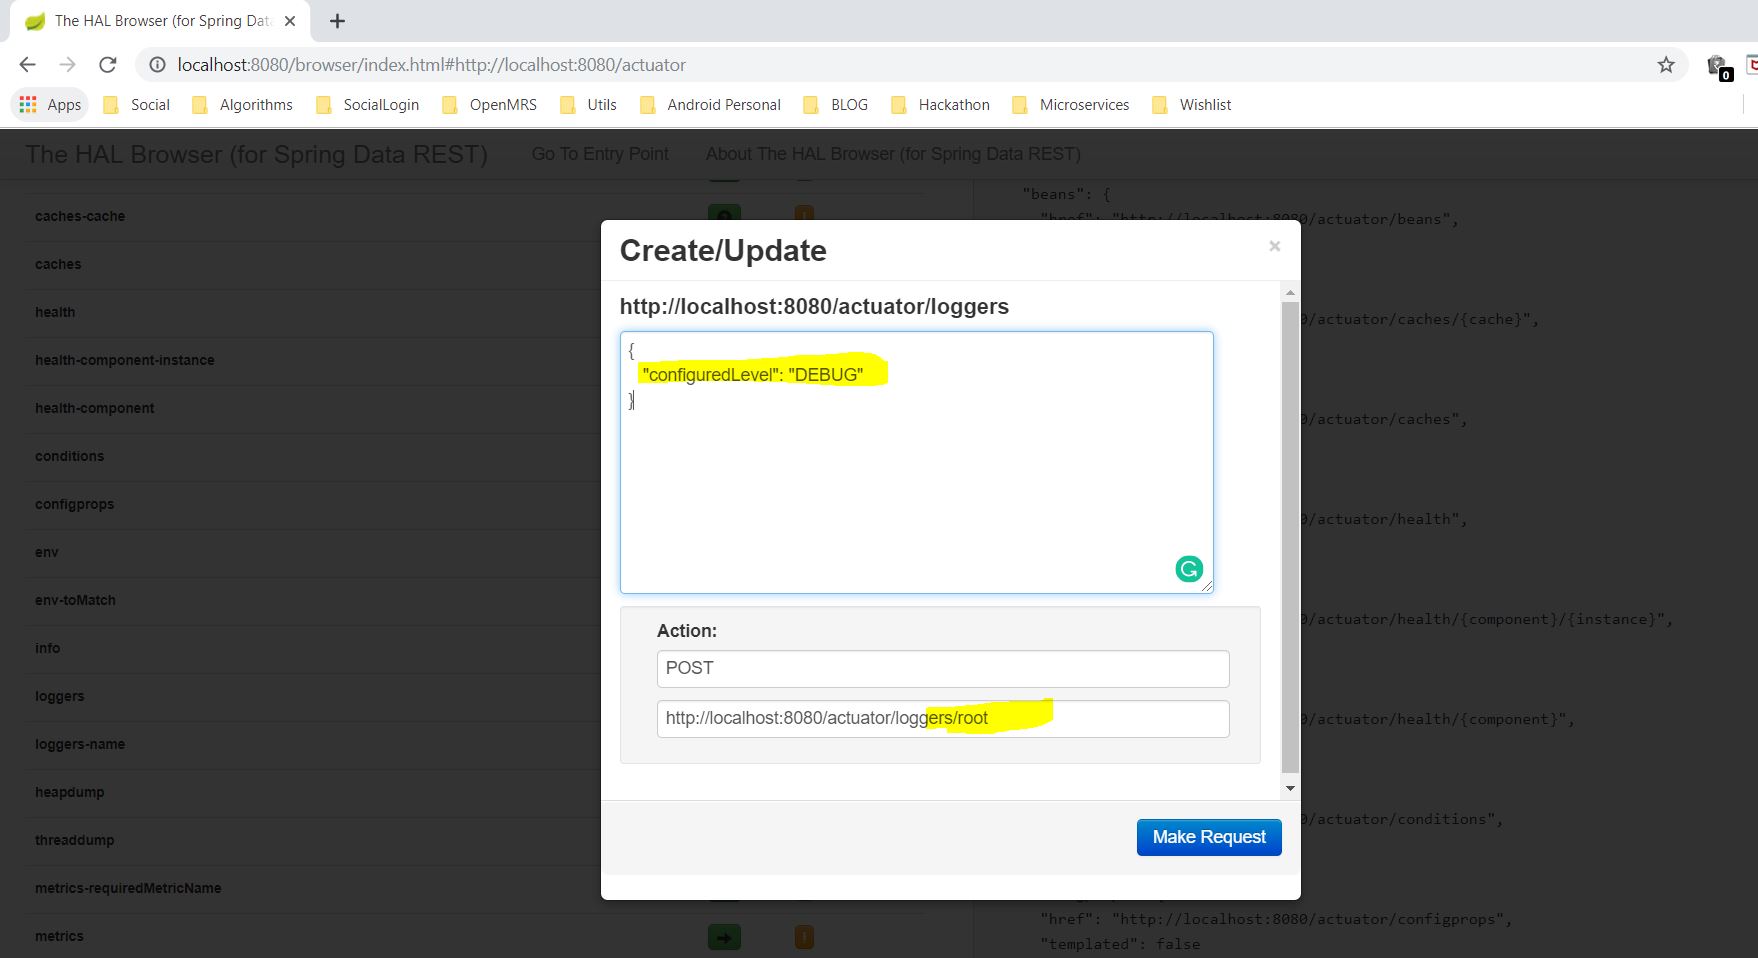 The HAL Browser (for Spring Data
localhost:8080/browser/index.html#http://localhost:8080/actuator
0
Apps Social Algorithms SocialLogin OpenMRS Utils Android Personal BLOG Hackathon Microservices Wishlist
The HAL Browser (for Spring Data REST) Go To Entry Point About The HAL Browser (for Spring Data REST)
caches-cache
caches
health
health-component-instance
health-component
conditions
configprops
env
env-toMatch
info
loggers
loggers-name
heapdump
threaddump
metrics-requiredMetricName
metrics
Create/Update
×
http://localhost:8080/actuator/loggers
{
"configuredLevel": "DEBUG"
}
Action:
POST
http://localhost:8080/actuator/loggers/root
Make Request
"beans": {
"href": "http://localhost:8080/actuator/beans",
0/actuator/caches/{cache}",
0/actuator/caches",
0/actuator/health",
0/actuator/health/{component}/{instance}",
0/actuator/health/{component}",
0/actuator/conditions",
"href": "http://localhost:8080/actuator/configprops",
"templated": false